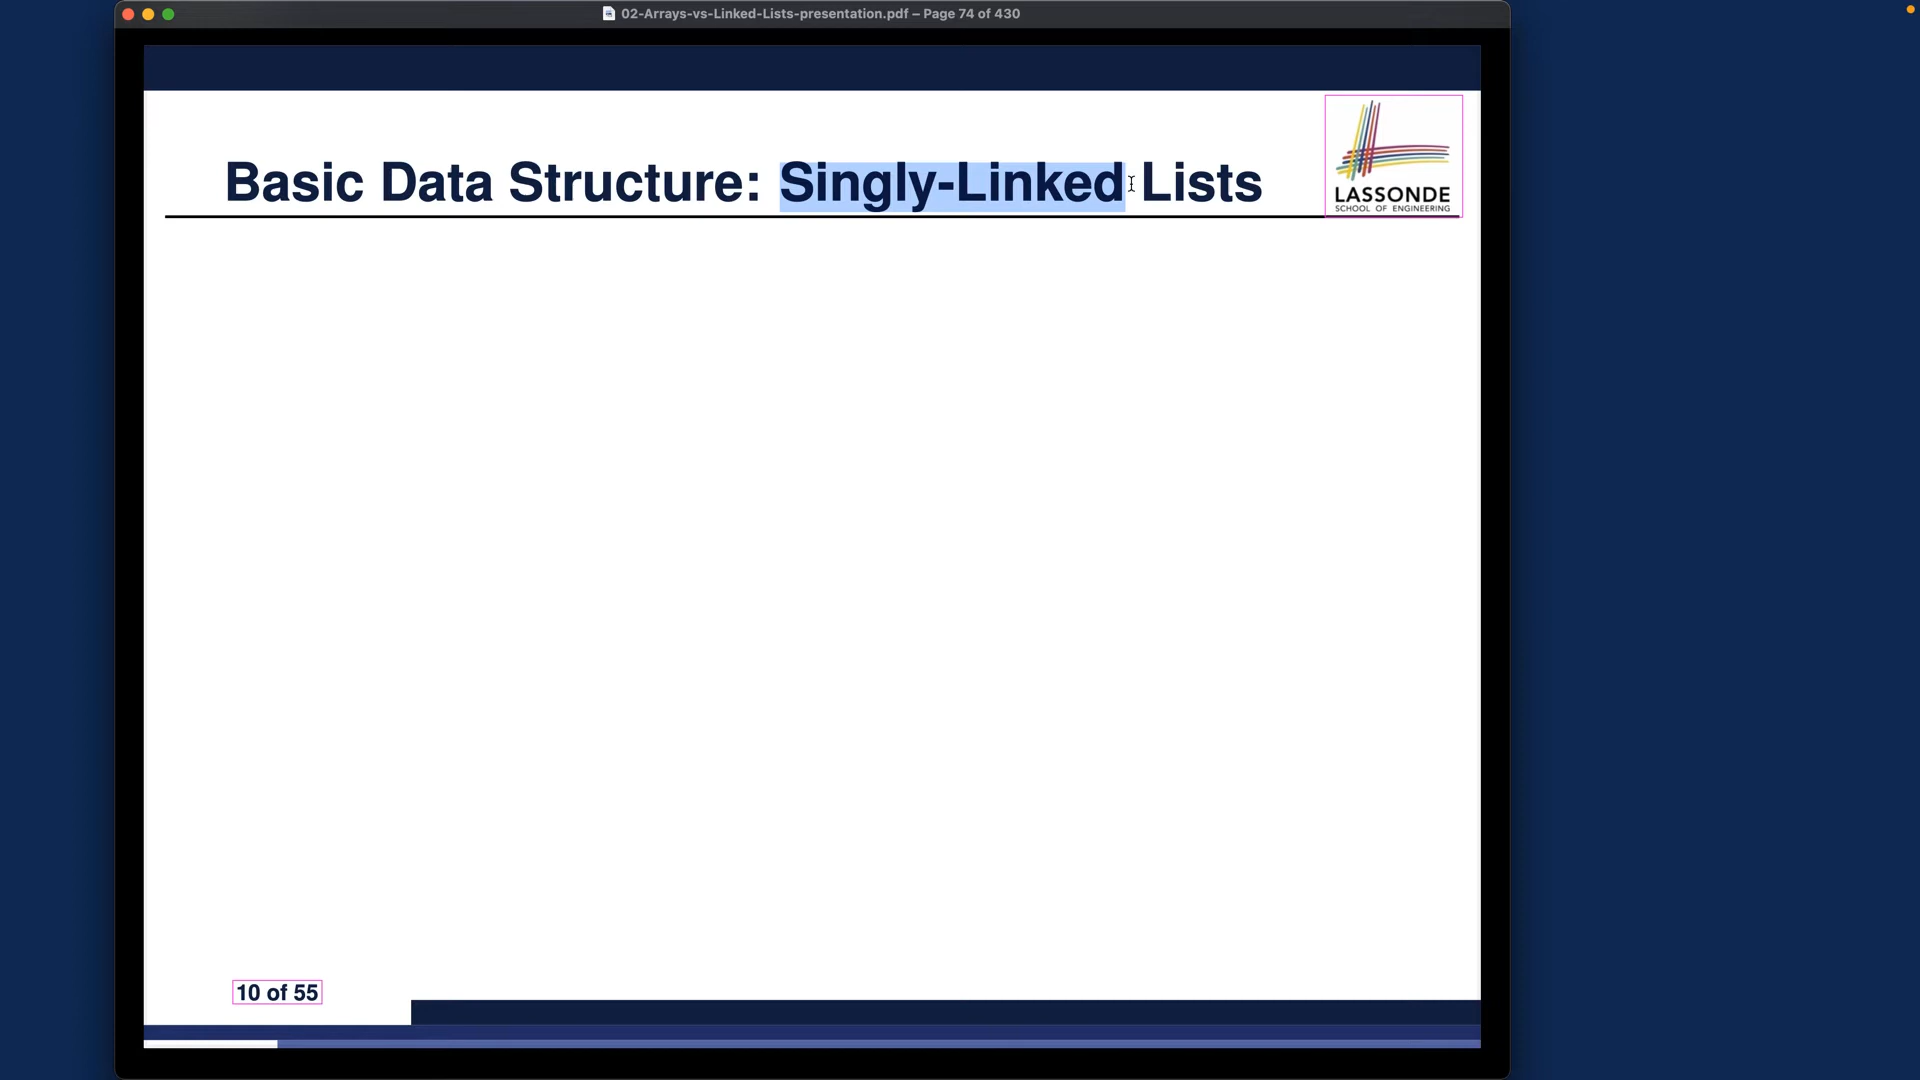 02-Arrays-vs-Linked-Lists-presentation.pdf – Page 74 of 430
Basic Data Structure: Singly-Linked Lists
LASSONDE
SCHOOL OF ENGINEERING
10 of 55